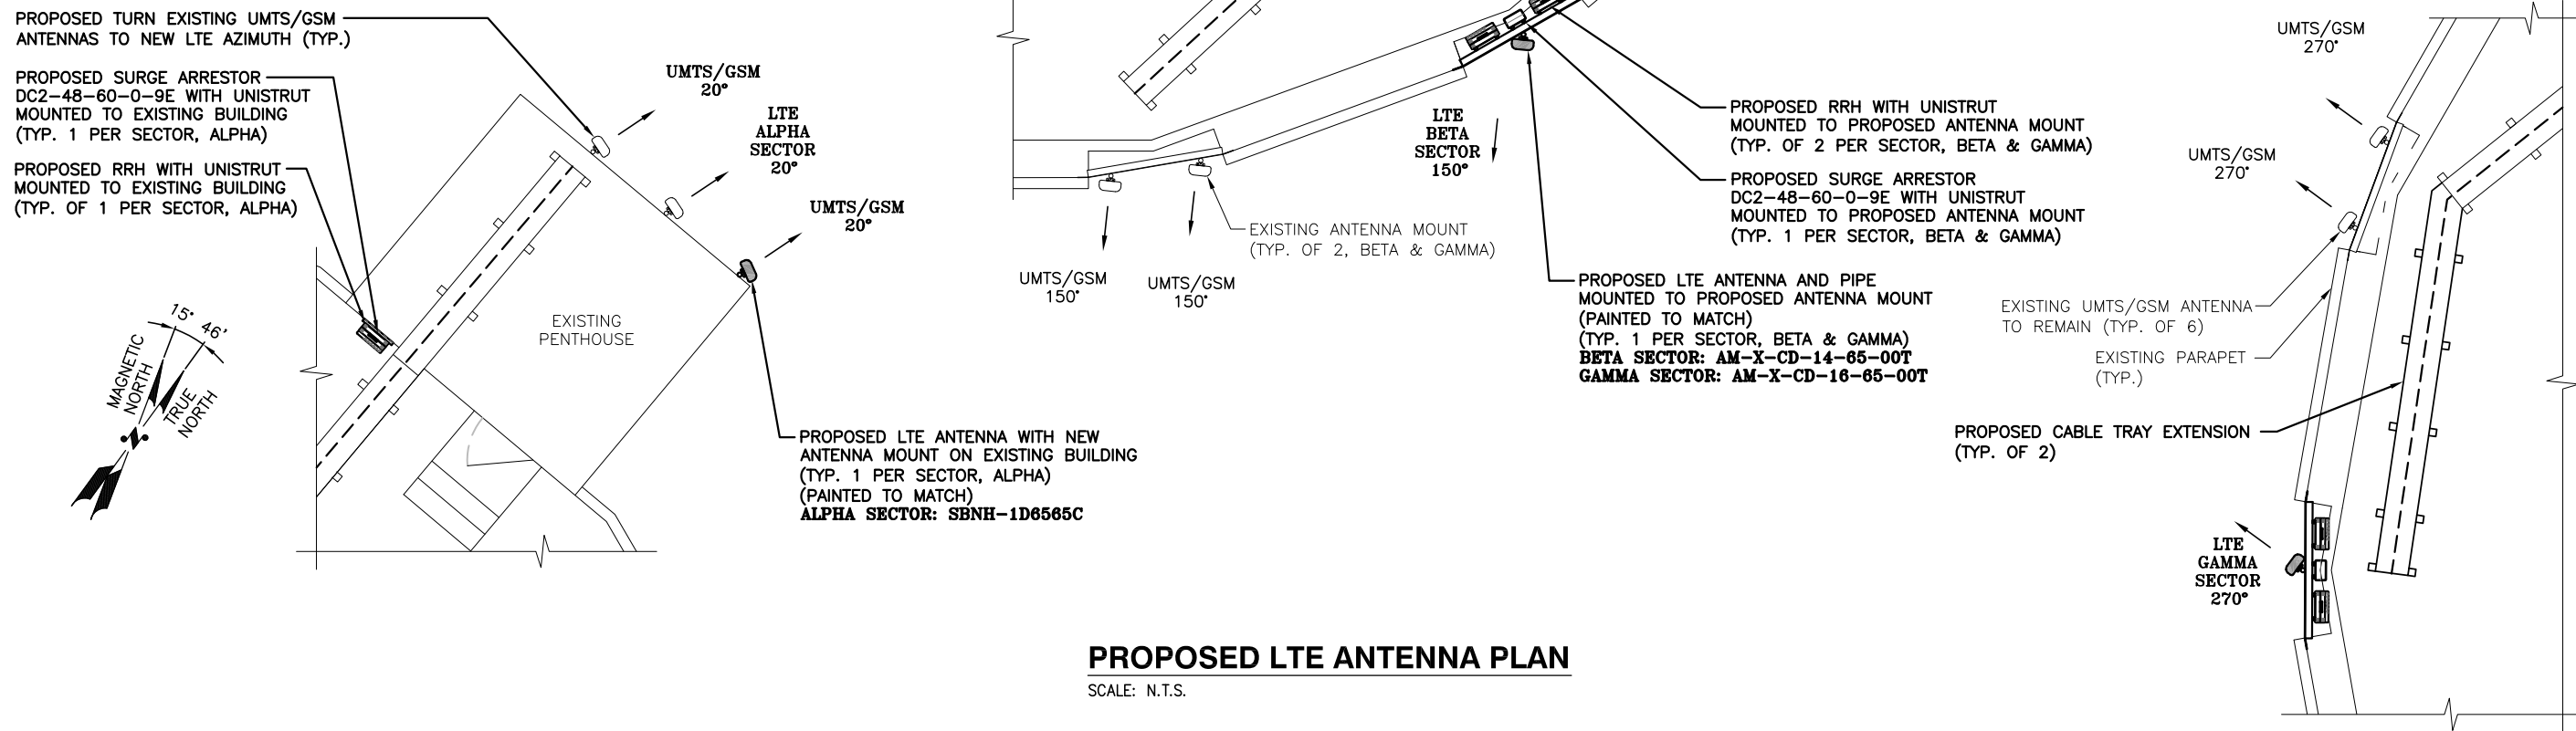 PROPOSED TURN EXISTING UMTS/GSM
ANTENNAS TO NEW LTE AZIMUTH (TYP.)
PROPOSED SURGE ARRESTOR
DC2-48-60-0-9E WITH UNISTRUT
MOUNTED TO EXISTING BUILDING
(TYP. 1 PER SECTOR, ALPHA)
PROPOSED RRH WITH UNISTRUT
MOUNTED TO EXISTING BUILDING
(TYP. OF 1 PER SECTOR, ALPHA)
UMTS/GSM
20°
LTE
ALPHA
SECTOR
20°
UMTS/GSM
20°
EXISTING
PENTHOUSE
15° 46'
MAGNETIC
NORTH
TRUE
NORTH
N
PROPOSED LTE ANTENNA WITH NEW
ANTENNA MOUNT ON EXISTING BUILDING
(TYP. 1 PER SECTOR, ALPHA)
(PAINTED TO MATCH)
ALPHA SECTOR: SBNH-1D6565C
LTE
BETA
SECTOR
150°
EXISTING ANTENNA MOUNT
(TYP. OF 2, BETA & GAMMA)
UMTS/GSM
150°
UMTS/GSM
150°
PROPOSED RRH WITH UNISTRUT
MOUNTED TO PROPOSED ANTENNA MOUNT
(TYP. OF 2 PER SECTOR, BETA & GAMMA)
PROPOSED SURGE ARRESTOR
DC2-48-60-0-9E WITH UNISTRUT
MOUNTED TO PROPOSED ANTENNA MOUNT
(TYP. 1 PER SECTOR, BETA & GAMMA)
PROPOSED LTE ANTENNA AND PIPE
MOUNTED TO PROPOSED ANTENNA MOUNT
(PAINTED TO MATCH)
(TYP. 1 PER SECTOR, BETA & GAMMA)
BETA SECTOR: AM-X-CD-14-65-00T
GAMMA SECTOR: AM-X-CD-16-65-00T
UMTS/GSM
270°
UMTS/GSM
270°
EXISTING UMTS/GSM ANTENNA
TO REMAIN (TYP. OF 6)
EXISTING PARAPET
(TYP.)
PROPOSED CABLE TRAY EXTENSION
(TYP. OF 2)
LTE
GAMMA
SECTOR
270°
PROPOSED LTE ANTENNA PLAN
SCALE: N.T.S.